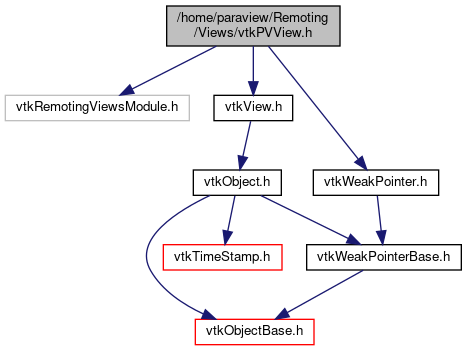 /home/paraview/Remoting
/Views/vtkPVView.h
vtkRemotingViewsModule.h
vtkView.h
vtkObject.h
vtkWeakPointer.h
vtkTimeStamp.h
vtkWeakPointerBase.h
vtkObjectBase.h